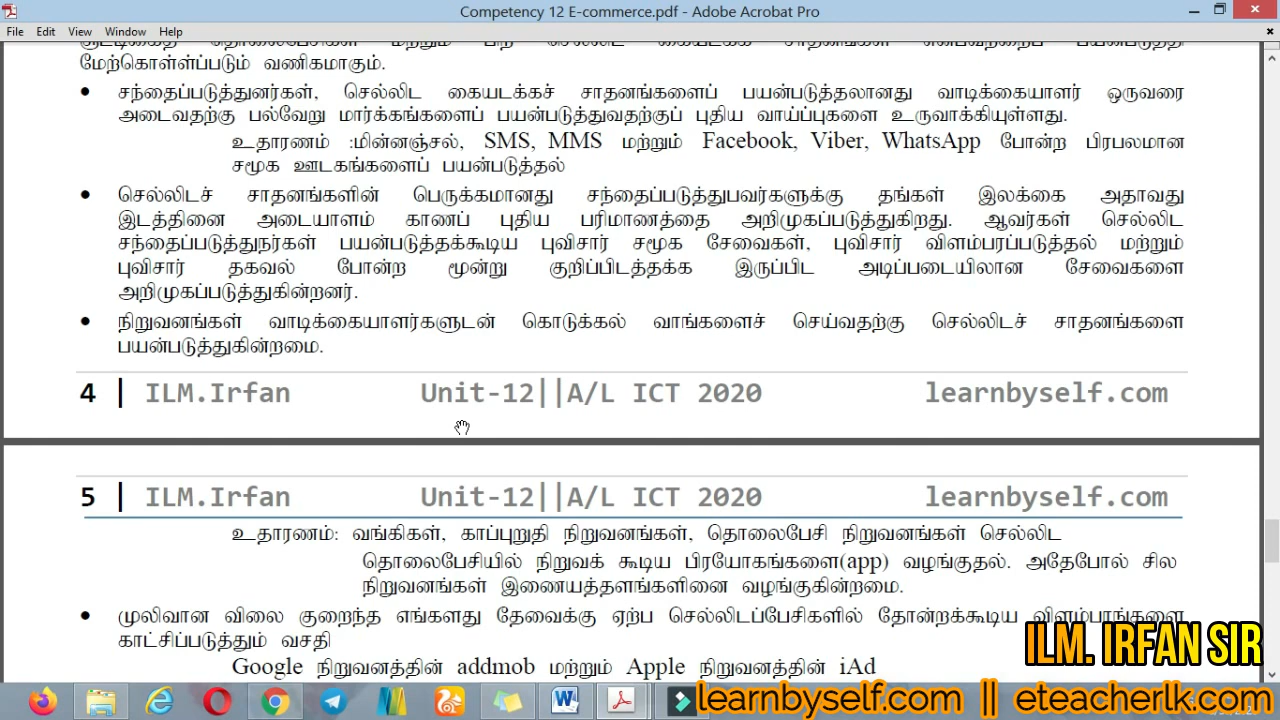 Competency 12 E-commerce.pdf - Adobe Acrobat Pro
File Edit View Window Help
மேற்கொள்ள்ப்படும் வணிகமாகும்.
• சந்தைப்படுத்துனர்கள், செல்லிட கையடக்கச் சாதனங்களைப் பயன்படுத்தலானது வாடிக்கையாளர் ஒருவரை
அடைவதற்கு பல்வேறு மார்க்கங்களைப் பயன்படுத்துவதற்குப் புதிய வாய்ப்புகளை உருவாக்கியுள்ளது.
உதாரணம் :மின்னஞ்சல், SMS, MMS மற்றும் Facebook, Viber, WhatsApp போன்ற பிரபலமான
சமூக ஊடகங்களைப் பயன்படுத்தல்
• செல்லிடச் சாதனங்களின் பெருக்கமானது சந்தைப்படுத்துபவர்களுக்கு தங்கள் இலக்கை அதாவது
இடத்தினை அடையாளம் காணப் புதிய பரிமாணத்தை அறிமுகப்படுத்துகிறது. ஆவர்கள் செல்லிட
சந்தைப்படுத்துநர்கள் பயன்படுத்தக்கூடிய புவிசார் சமூக சேவைகள், புவிசார் விளம்பரப்படுத்தல் மற்றும்
புவிசார் தகவல் போன்ற மூன்று குறிப்பிடத்தக்க இருப்பிட அடிப்படையிலான சேவைகளை
அறிமுகப்படுத்துகின்றனர்.
• நிறுவனங்கள் வாடிக்கையாளர்களுடன் கொடுக்கல் வாங்களைச் செய்வதற்கு செல்லிடச் சாதனங்களை
பயன்படுத்துகின்றமை.
4 | ILM.Irfan Unit-12||A/L ICT 2020 learnbyself.com
5 | ILM.Irfan Unit-12||A/L ICT 2020 learnbyself.com
உதாரணம்: வங்கிகள், காப்புறுதி நிறுவனங்கள், தொலைபேசி நிறுவனங்கள் செல்லிட
தொலைபேசியில் நிறுவக் கூடிய பிரயோகங்களை(app) வழங்குதல். அதேபோல் சில
நிறுவனங்கள் இணையத்தளங்களினை வழங்குகின்றமை.
• முலிவான விலை குறைந்த எங்களது தேவைக்கு ஏற்ப செல்லிடப்பேசிகளில் தோன்றக்கூடிய விளம்பரங்களை
காட்சிப்படுத்தும் வசதி
Google நிறுவனத்தின் addmob மற்றும் Apple நிறுவனத்தின் iAd
ILM. IRFAN SIR
learnbyself.com || eteacherlk.com